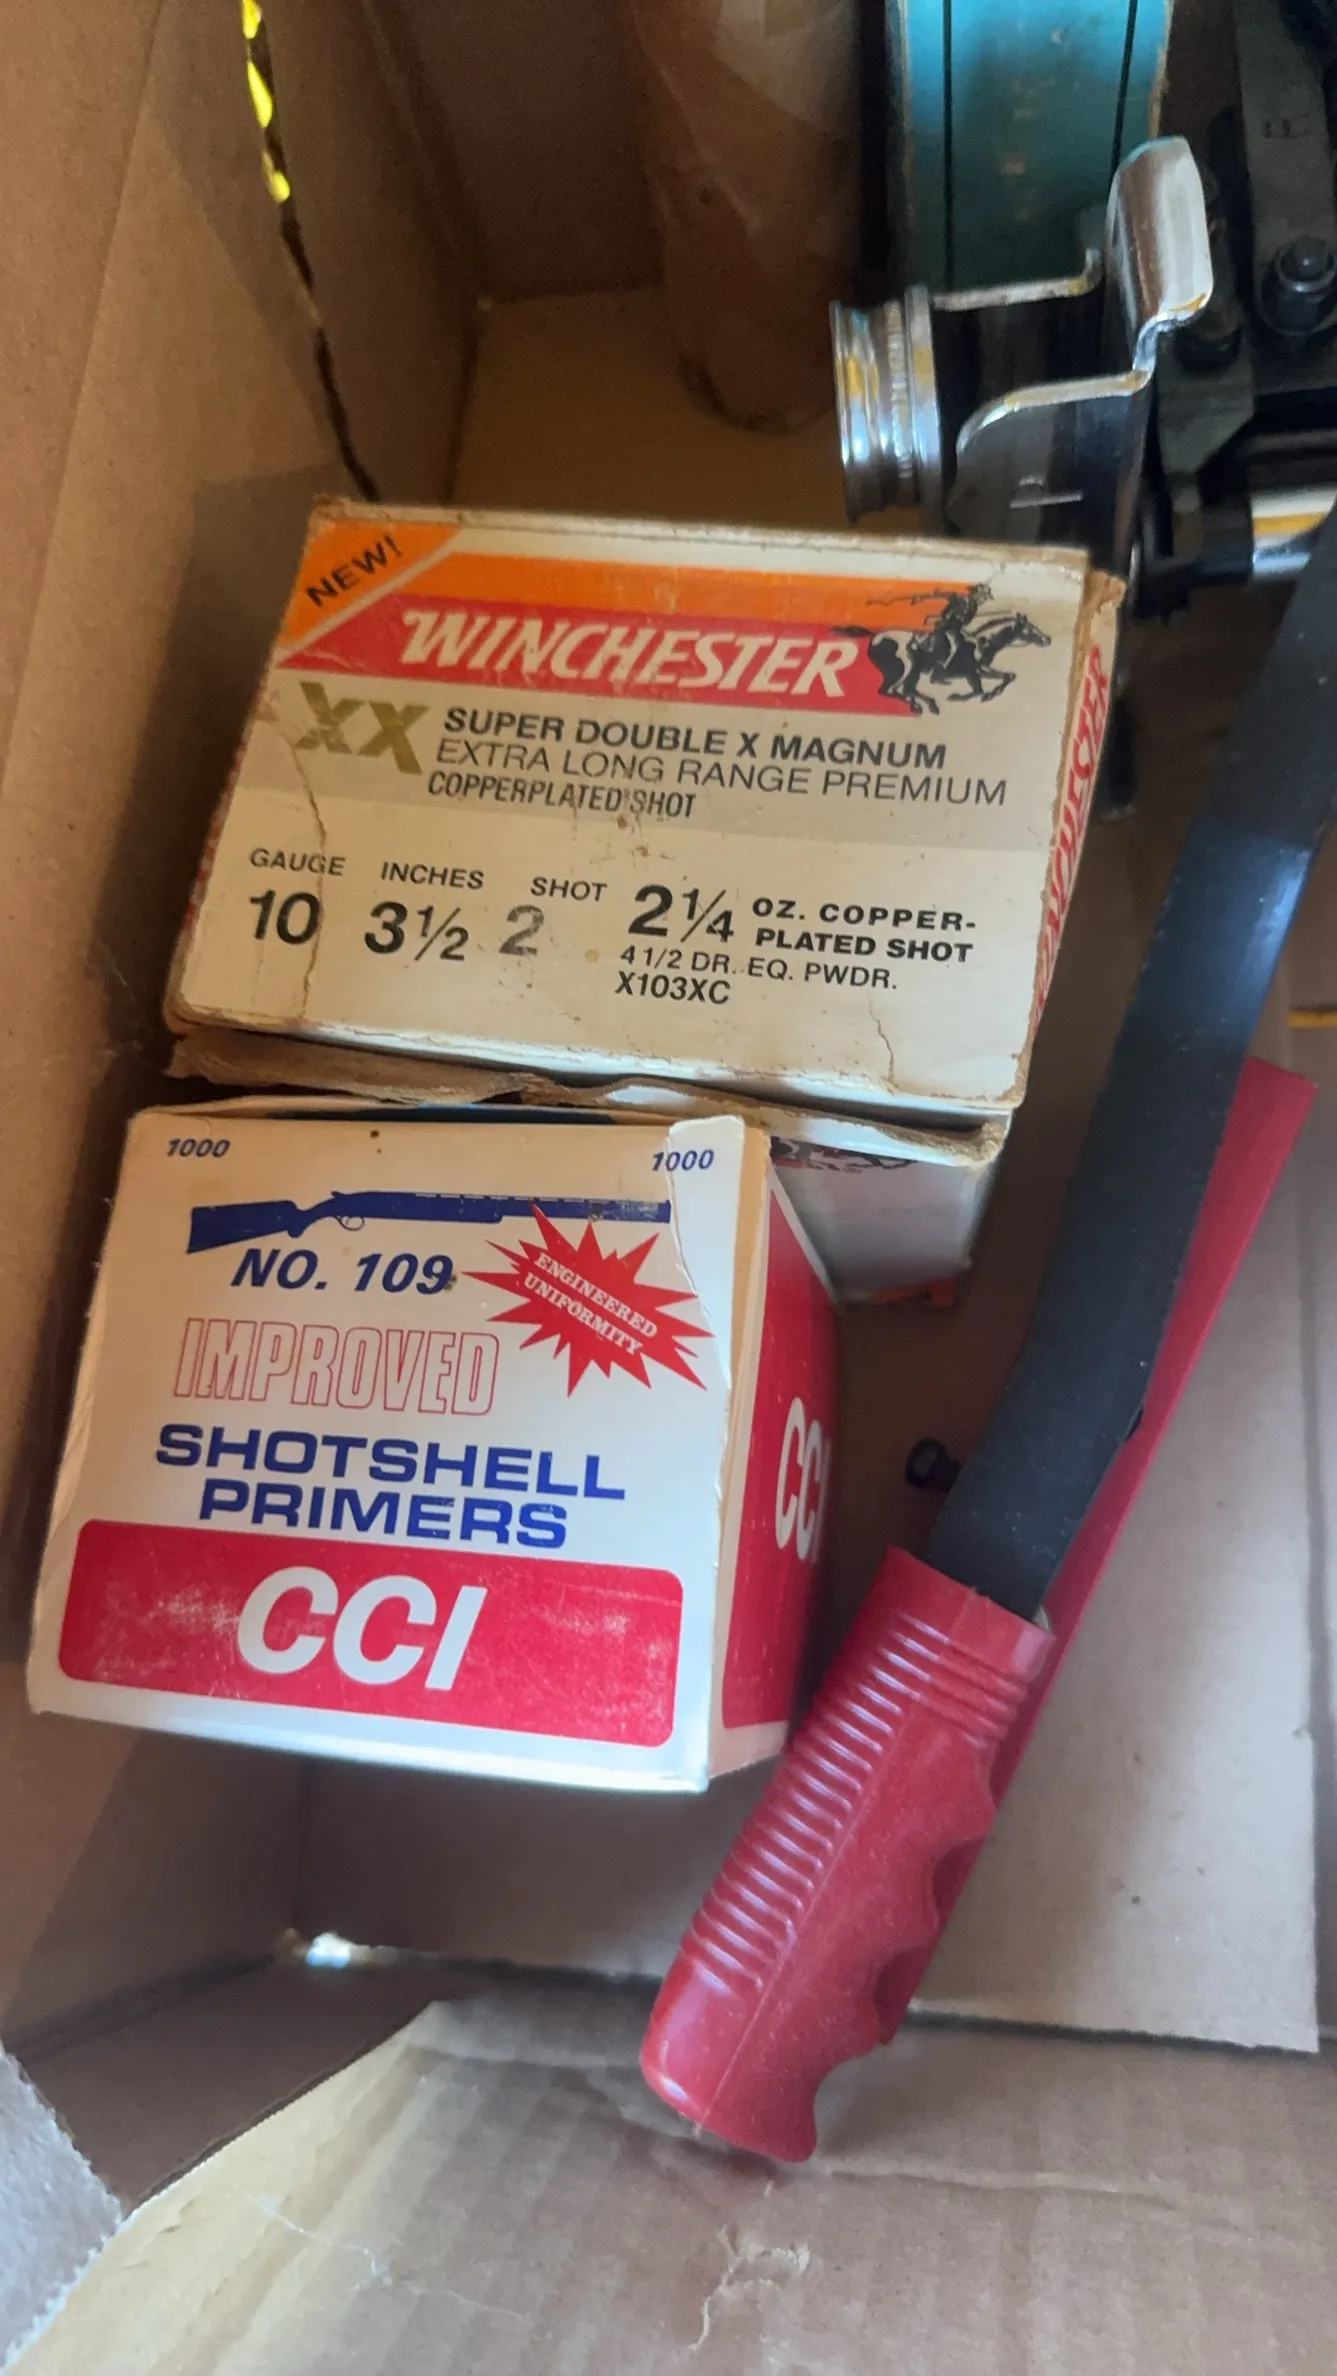 NEW!
WINCHESTER
XX
SUPER DOUBLE X MAGNUM
EXTRA LONG RANGE PREMIUM
COPPERPLATED SHOT
GAUGE INCHES SHOT
10 3½ 2 2¼ OZ. COPPER-
PLATED SHOT
4 1/2 DR. EQ. PWDR.
X103XC
WINCHESTER
1000 1000
NO. 109
ENGINEERED
UNIFORMITY
IMPROVED
SHOTSHELL
PRIMERS
CCI
CCI